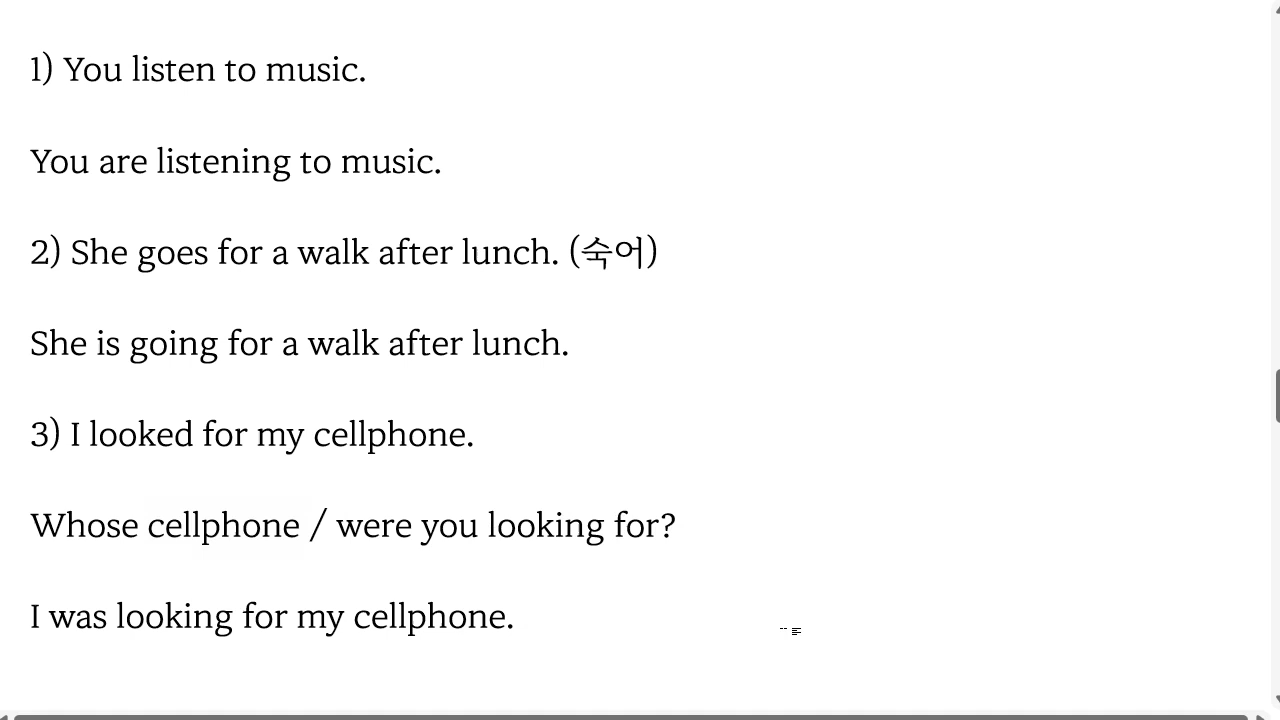 1) You listen to music.
You are listening to music.
2) She goes for a walk after lunch. (숙어)
She is going for a walk after lunch.
3) I looked for my cellphone.
Whose cellphone / were you looking for?
I was looking for my cellphone.